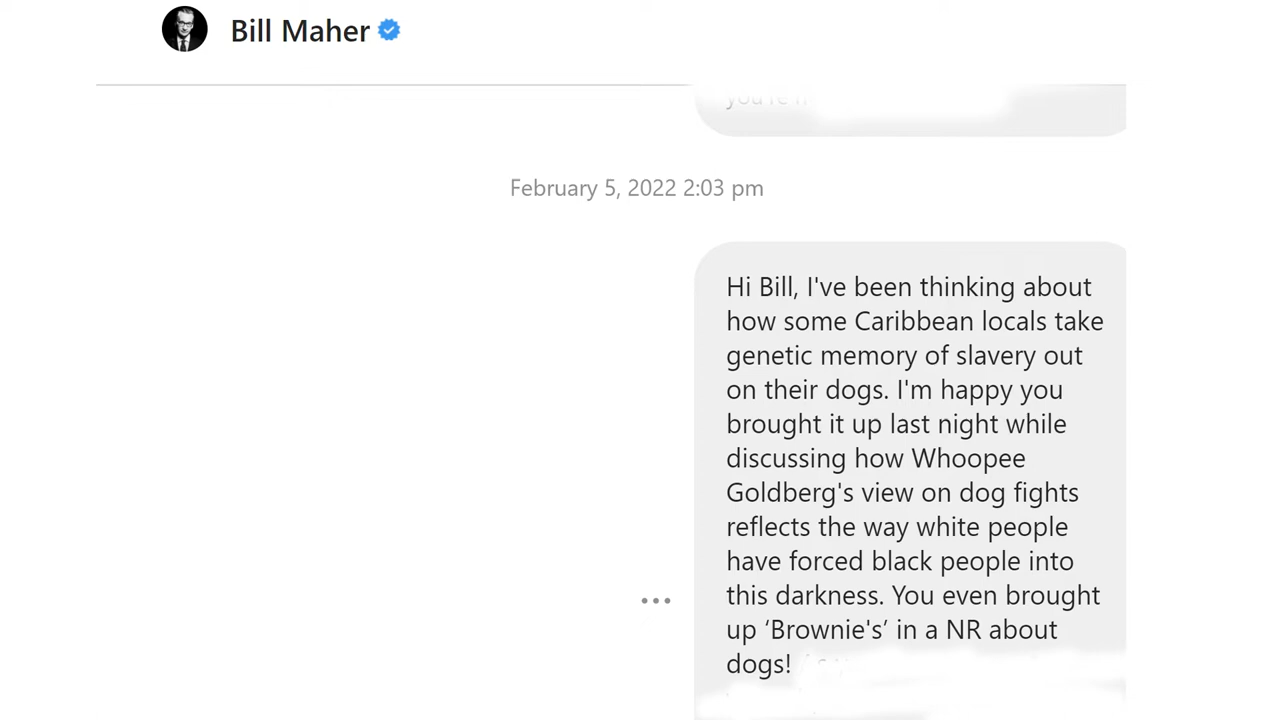 Bill Maher
you're
February 5, 2022 2:03 pm
Hi Bill, I've been thinking about
how some Caribbean locals take
genetic memory of slavery out
on their dogs. I'm happy you
brought it up last night while
discussing how Whoopee
Goldberg's view on dog fights
reflects the way white people
have forced black people into
this darkness. You even brought
up ‘Brownie's’ in a NR about
dogs!